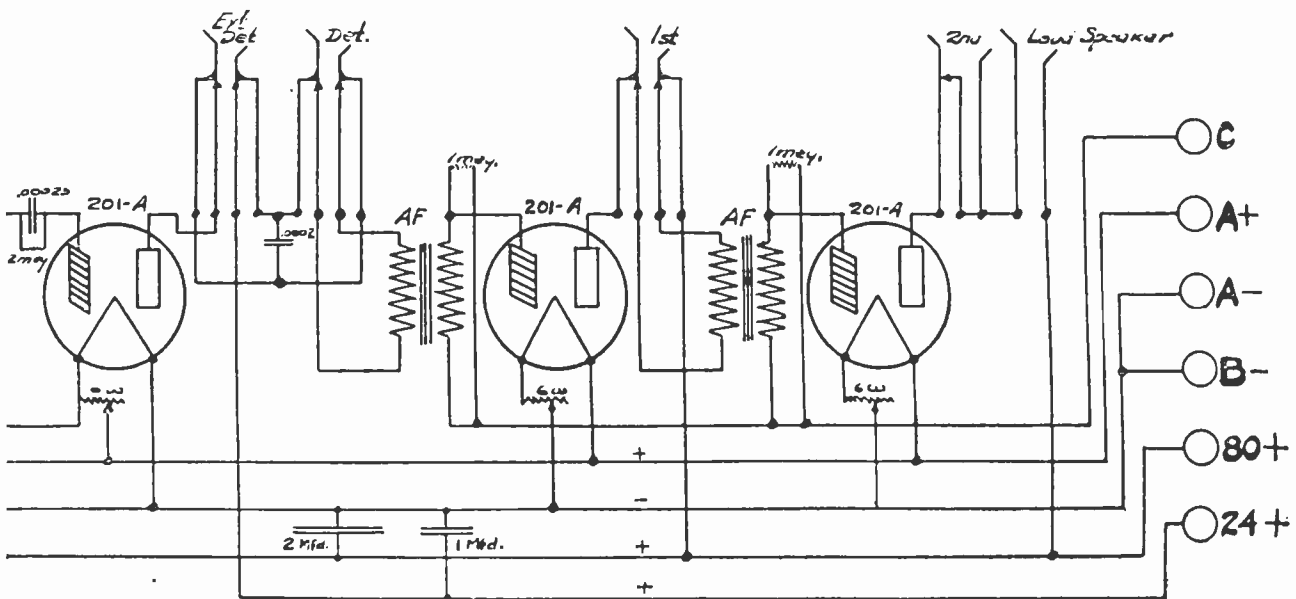 Ext.
Det
Det.
1st
2nd
Loud Speaker
C
1 meg.
1 meg.
.00025
201-A
AF
201-A
AF
201-A
A+
2 meg
.0002
A-
B-
6 ω
6 ω
+
80+
-
24+
2 Mfd.
1 Mfd.
+
+